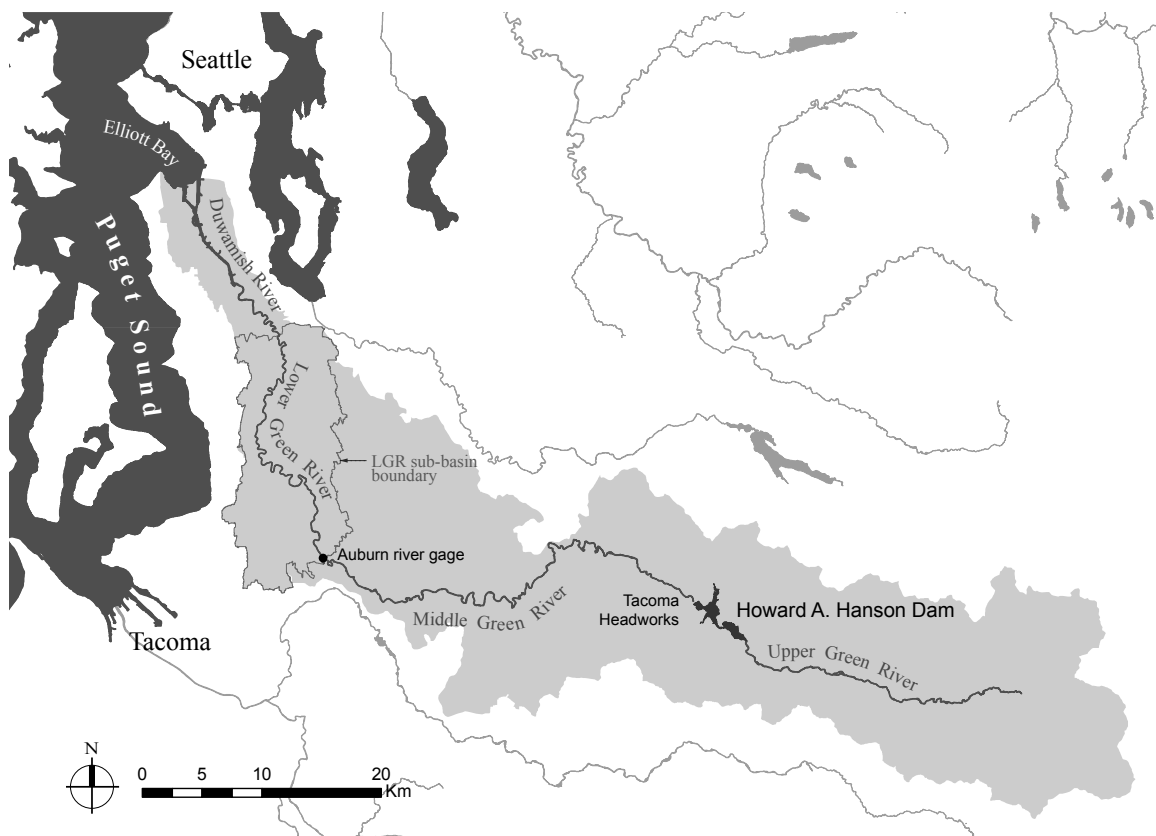 Seattle
Elliott Bay
Duwamish River
Puget Sound
Lower
Green River
LGR sub-basin
boundary
Auburn river gage
Middle Green River
Tacoma
Headworks
Howard A. Hanson Dam
Upper Green River
Tacoma
N
0 5 10 20
Km